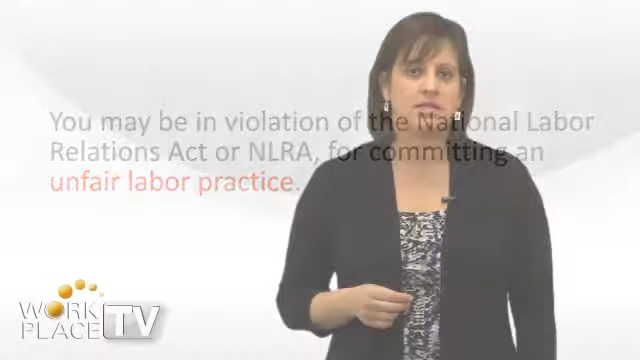 You may be in violation of the National Labor
Relations Act or NLRA, for committing an
unfair labor practice.
WORK
PLACE TV